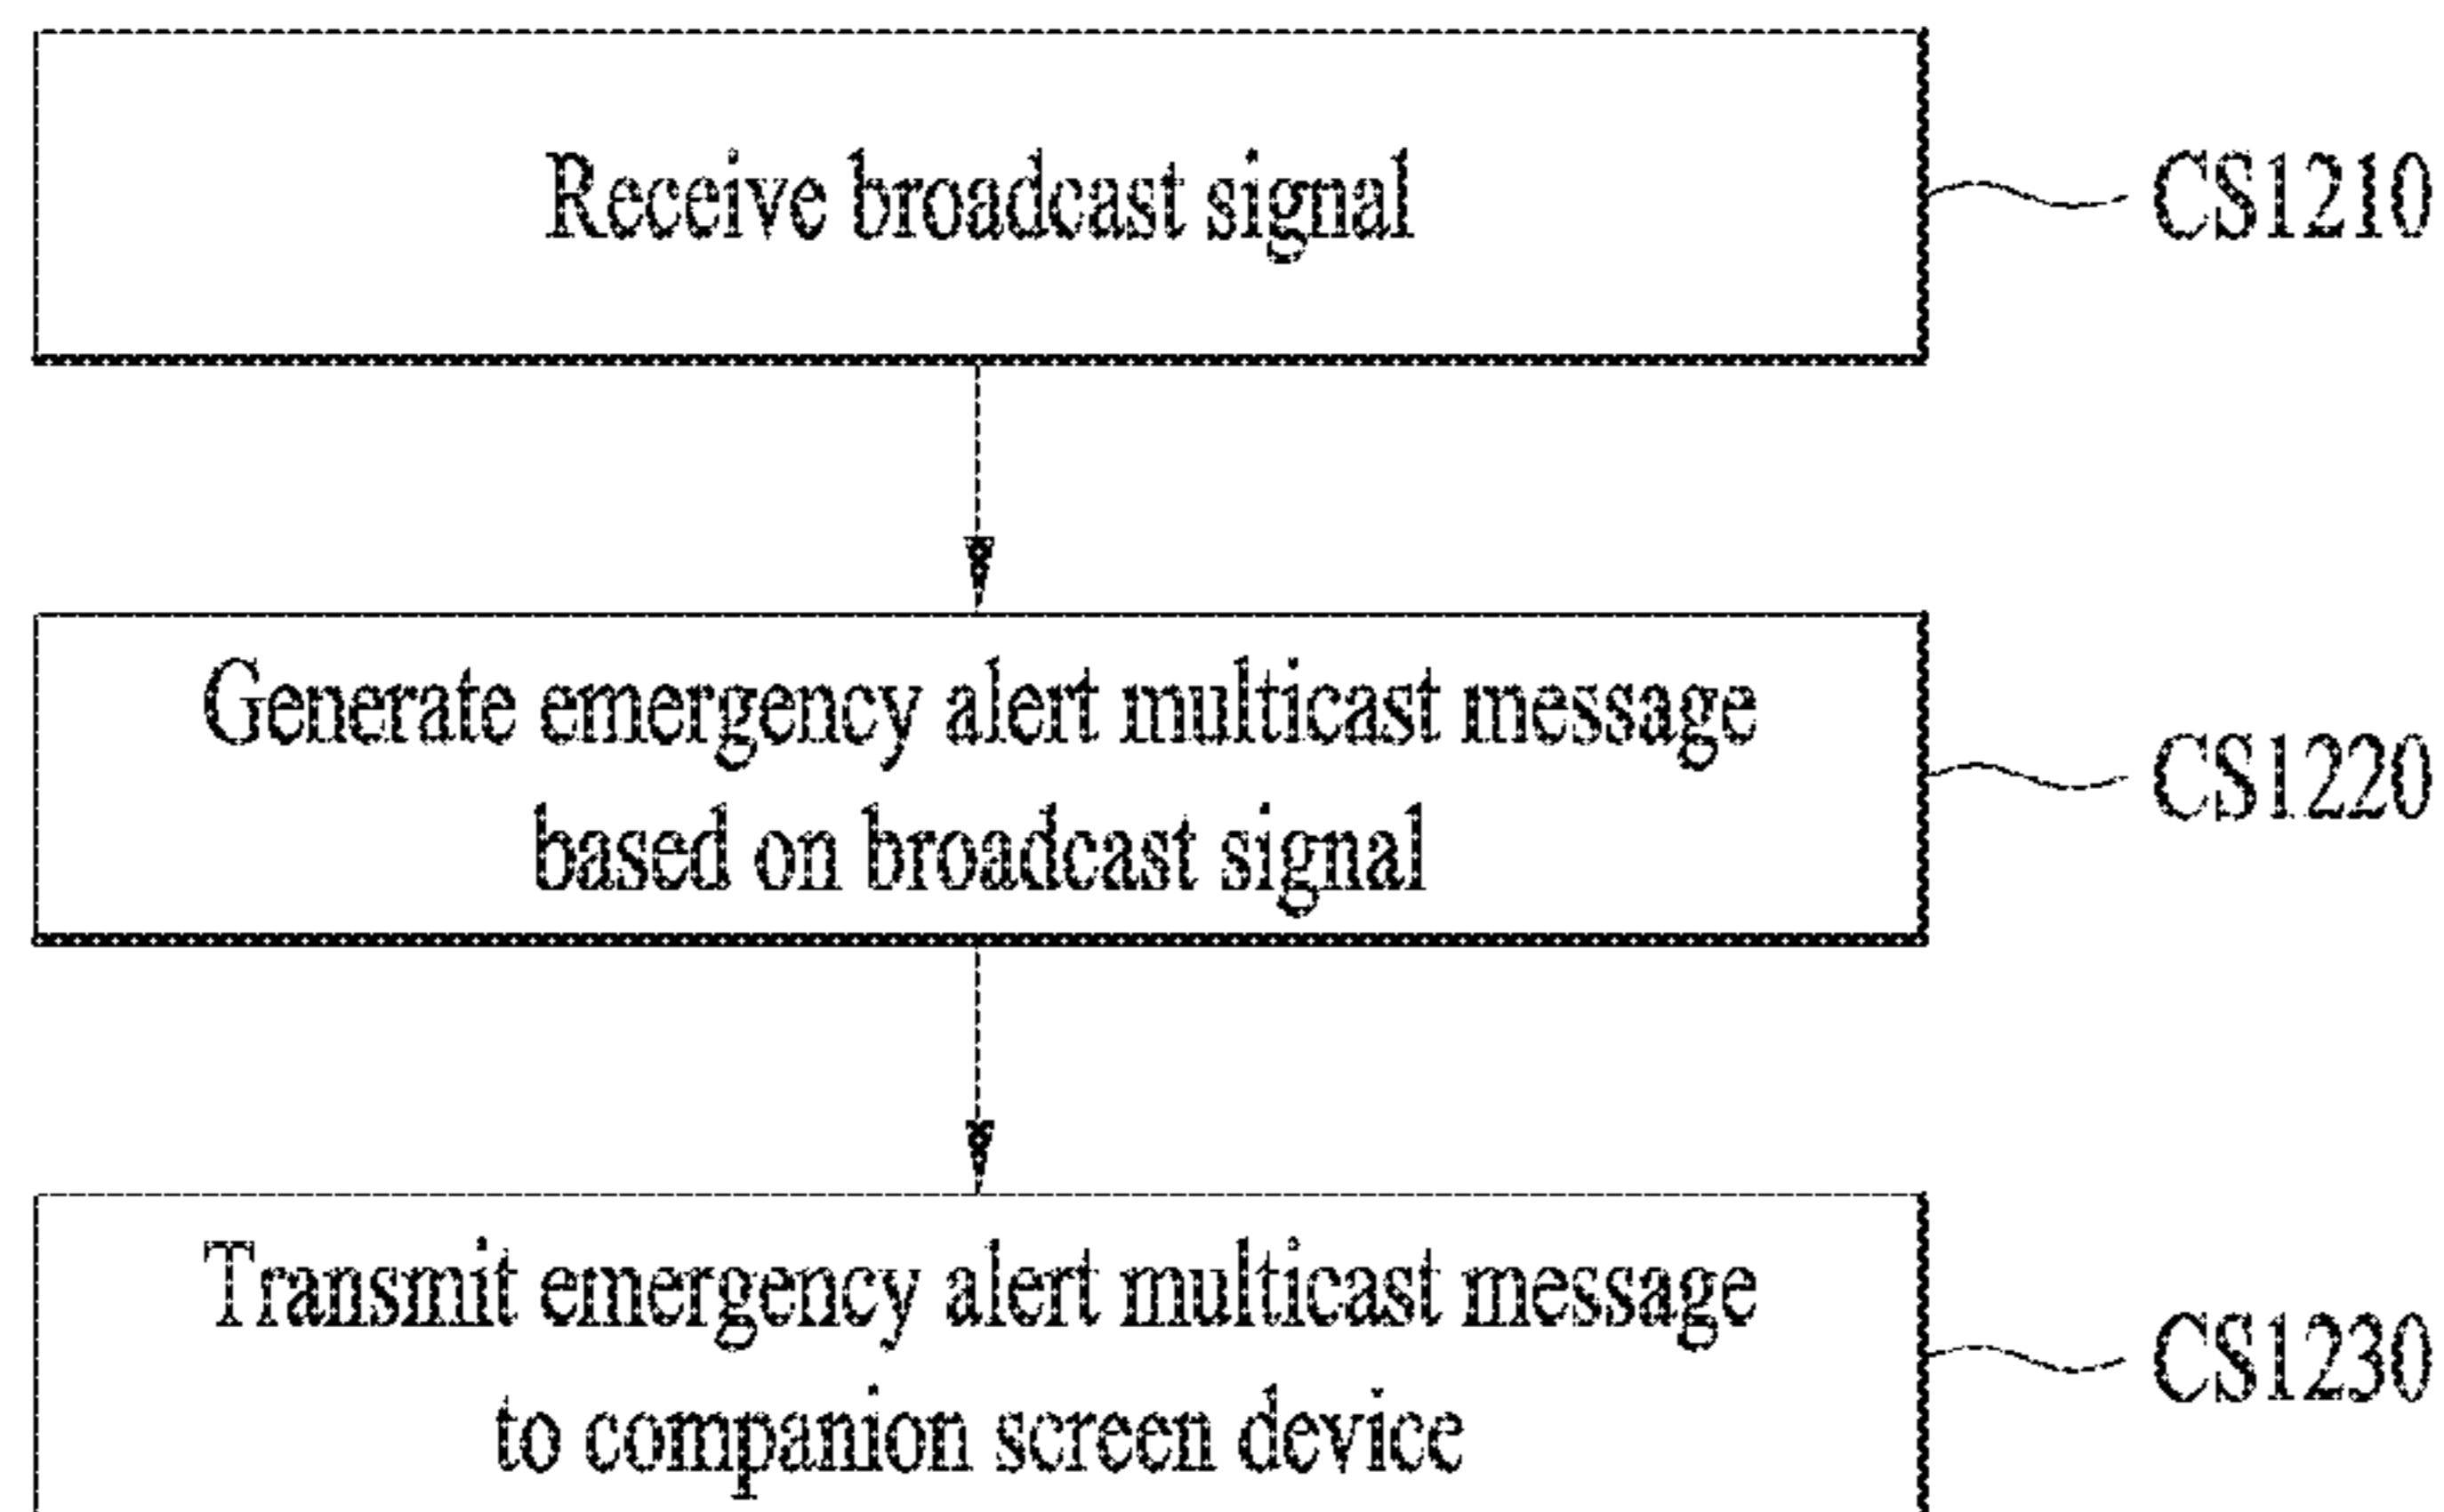 Receive broadcast signal
CS1210
Generate emergency alert multicast message
based on broadcast signal
CS1220
Transmit emergency alert multicast message
to companion screen device
CS1230